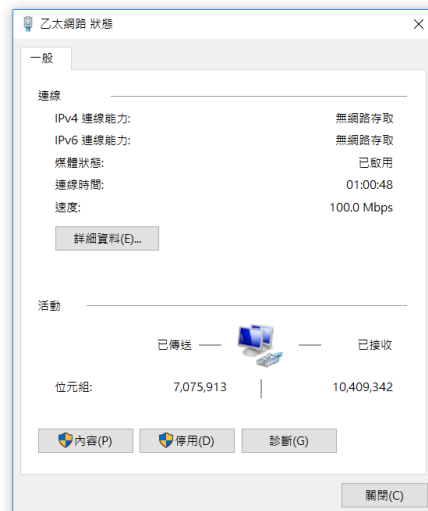 乙太網路 狀態
一般
連線
IPv4 連線能力: 無網路存取
IPv6 連線能力: 無網路存取
媒體狀態: 已啟用
連線時間: 01:00:48
速度: 100.0 Mbps
詳細資料(E)...
活動
已傳送 已接收
位元組: 7,075,913 10,409,342
內容(P) 停用(D) 診斷(G)
關閉(C)